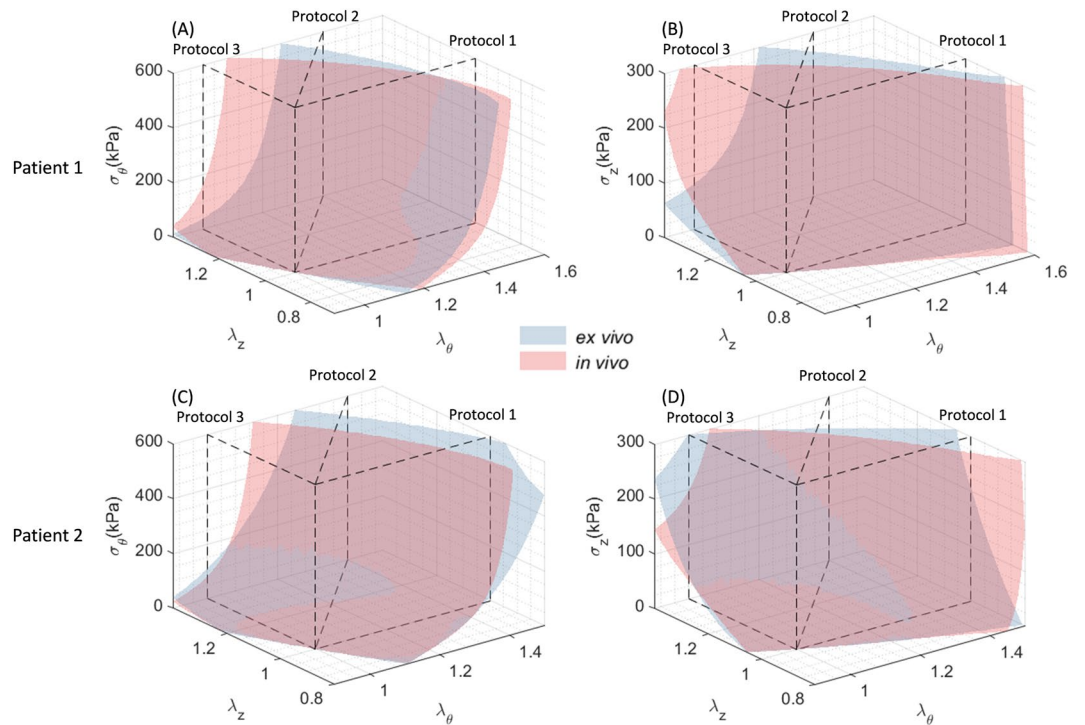 (A)
Protocol 2
Protocol 3
Protocol 1
600
400
200
0
σθ(kPa)
1.2
1
0.8
λz
1
1.2
1.4
1.6
λθ
(B)
Protocol 2
Protocol 3
Protocol 1
300
200
100
0
σz(kPa)
1.2
1
0.8
λz
1
1.2
1.4
1.6
λθ
Patient 1
ex vivo
in vivo
(C)
Protocol 2
Protocol 3
Protocol 1
600
400
200
0
σθ(kPa)
1.2
1
0.8
λz
1
1.2
1.4
λθ
(D)
Protocol 2
Protocol 3
Protocol 1
300
200
100
0
σz(kPa)
1.2
1
0.8
λz
1
1.2
1.4
λθ
Patient 2